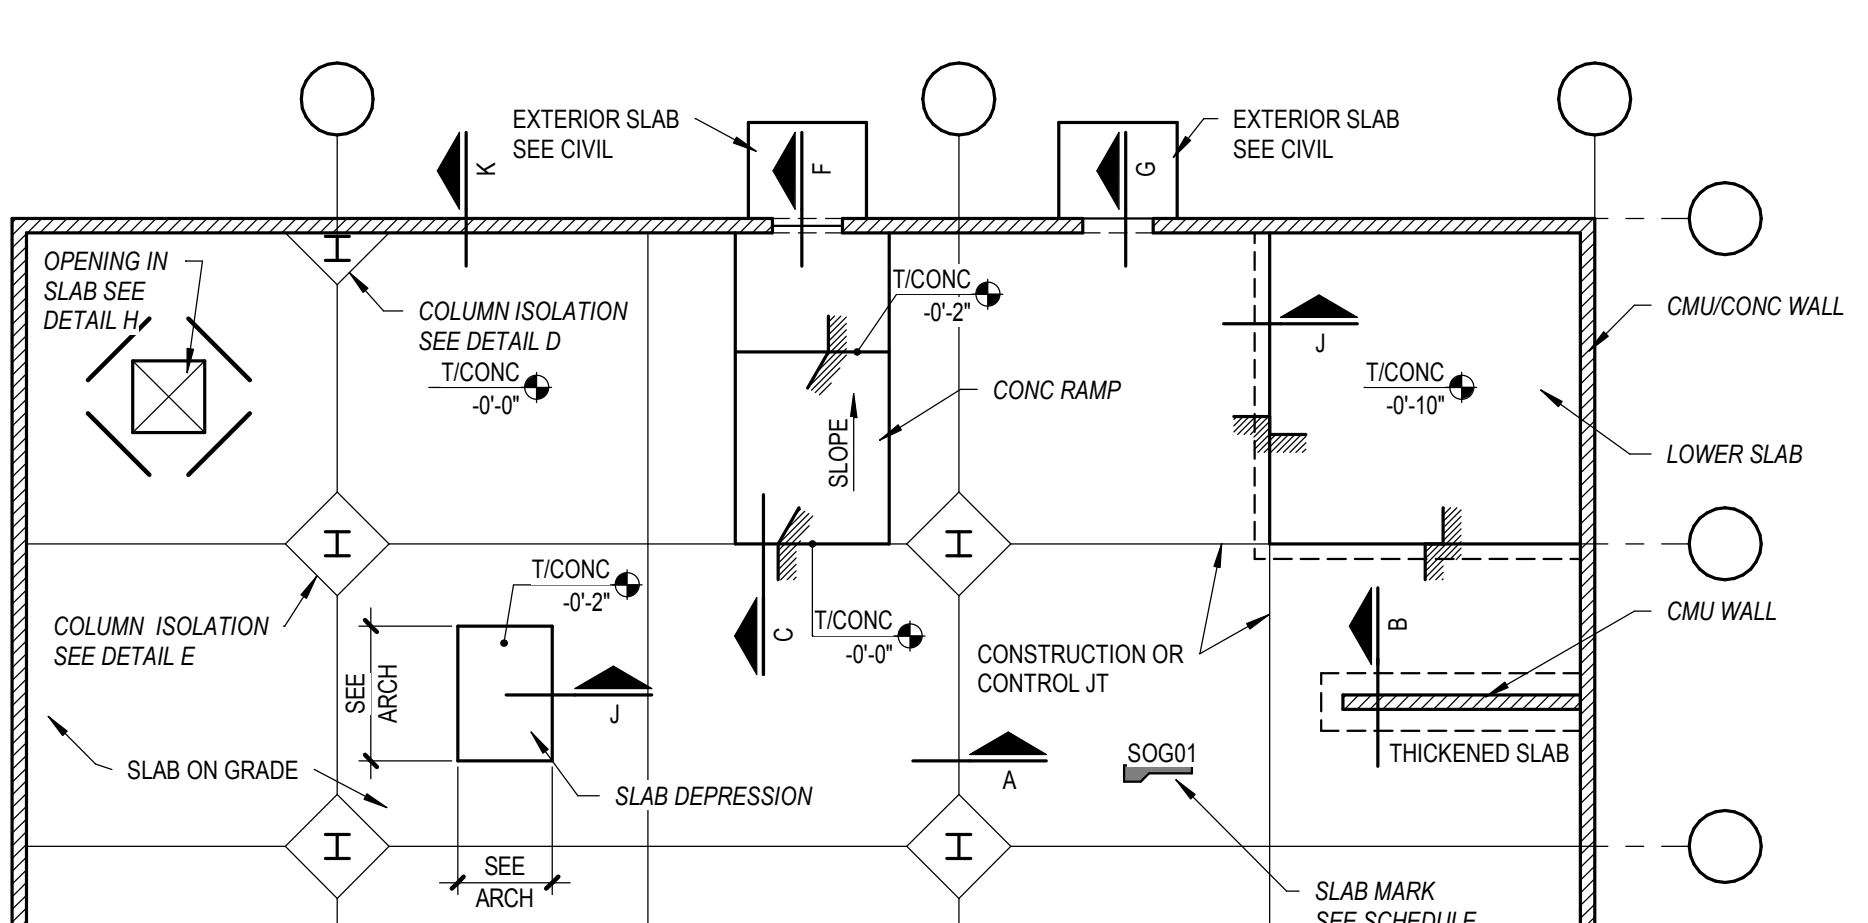 EXTERIOR SLAB
SEE CIVIL
EXTERIOR SLAB
SEE CIVIL
K
F
G
OPENING IN
SLAB SEE
DETAIL H
COLUMN ISOLATION
SEE DETAIL D
T/CONC
-0'-0"
T/CONC
-0'-2"
CONC RAMP
SLOPE
J
T/CONC
-0'-10"
CMU/CONC WALL
LOWER SLAB
COLUMN ISOLATION
SEE DETAIL E
T/CONC
-0'-2"
C
T/CONC
-0'-0"
CONSTRUCTION OR
CONTROL JT
B
CMU WALL
SEE
ARCH
J
SLAB ON GRADE
SLAB DEPRESSION
A
SOG01
THICKENED SLAB
SEE
ARCH
SLAB MARK
SEE SCHEDULE